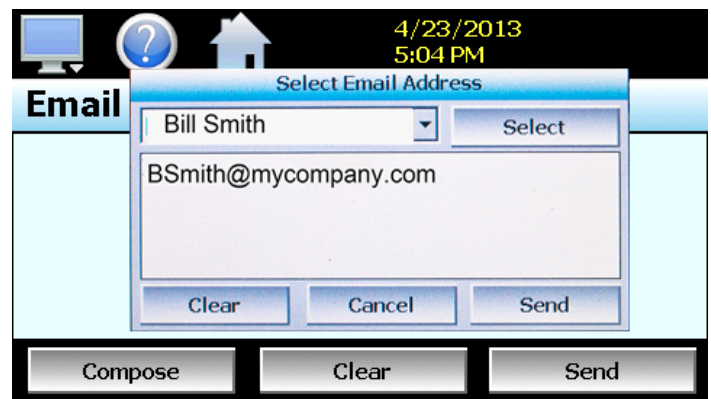 ?
4/23/2013
5:04 PM
Email
Select Email Address
Bill Smith
Select
BSmith@mycompany.com
Clear Cancel Send
Compose Clear Send